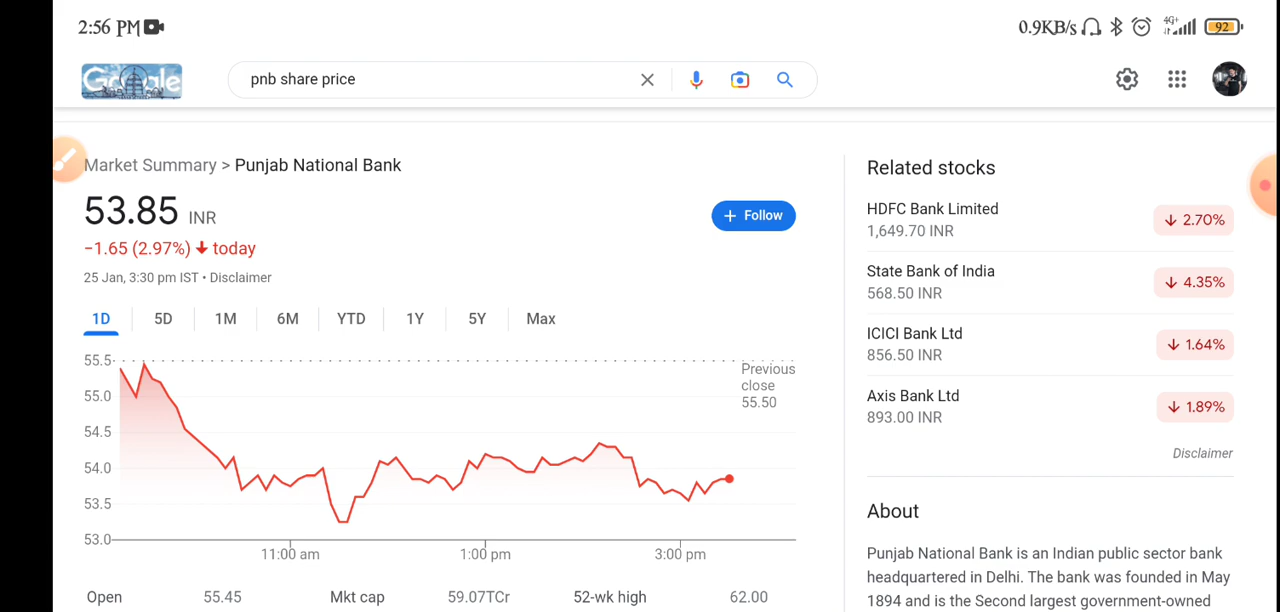 2:56 PM
0.9KB/s 4G+ 92
Google
pnb share price
Market Summary > Punjab National Bank
53.85 INR
−1.65 (2.97%) ↓ today
25 Jan, 3:30 pm IST • Disclaimer
+ Follow
1D 5D 1M 6M YTD 1Y 5Y Max
55.5
55.0
54.5
54.0
53.5
53.0
Previous
close
55.50
11:00 am 1:00 pm 3:00 pm
Open 55.45 Mkt cap 59.07TCr 52-wk high 62.00
Related stocks
HDFC Bank Limited
1,649.70 INR
↓ 2.70%
State Bank of India
568.50 INR
↓ 4.35%
ICICI Bank Ltd
856.50 INR
↓ 1.64%
Axis Bank Ltd
893.00 INR
↓ 1.89%
Disclaimer
About
Punjab National Bank is an Indian public sector bank
headquartered in Delhi. The bank was founded in May
1894 and is the Second largest government-owned